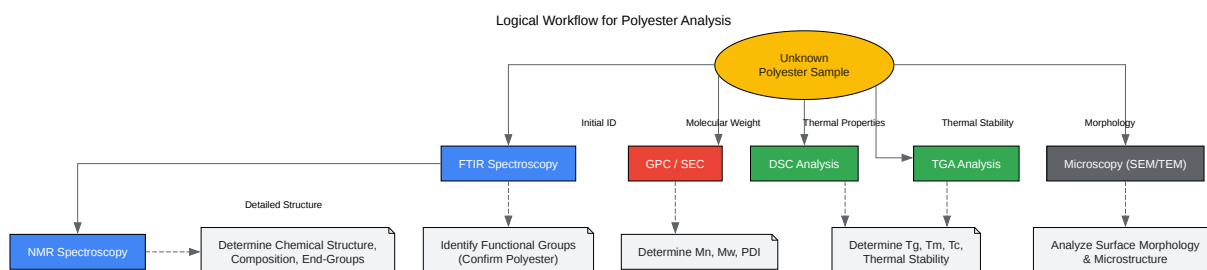 Logical Workflow for Polyester Analysis
Unknown
Polyester Sample
Initial ID
Molecular Weight
Thermal Properties
Thermal Stability
Morphology
FTIR Spectroscopy
GPC / SEC
DSC Analysis
TGA Analysis
Microscopy (SEM/TEM)
Detailed Structure
NMR Spectroscopy
Determine Chemical Structure,
Composition, End-Groups
Identify Functional Groups
(Confirm Polyester)
Determine Mn, Mw, PDI
Determine Tg, Tm, Tc,
Thermal Stability
Analyze Surface Morphology
& Microstructure